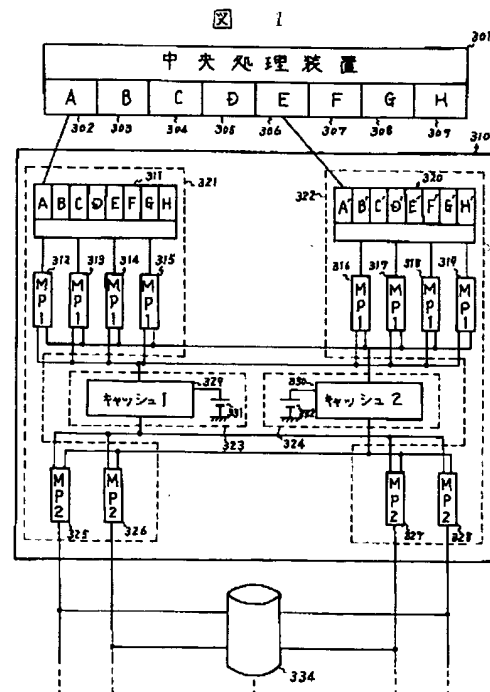 図 1
301
中央処理装置
A B C D E F G H
302 303 304 305 306 307 308 309
310
311 321
320
322
A B C D E F G H
A' B' C' D' E' F' G' H'
312 313 314 315
316 317 318 319
MP1 MP1 MP1 MP1
MP1 MP1 MP1 MP1
329 330
キャッシュ1
キャッシュ2
331 332
323 324
MP2 MP2
MP2 MP2
325 326
327 328
334